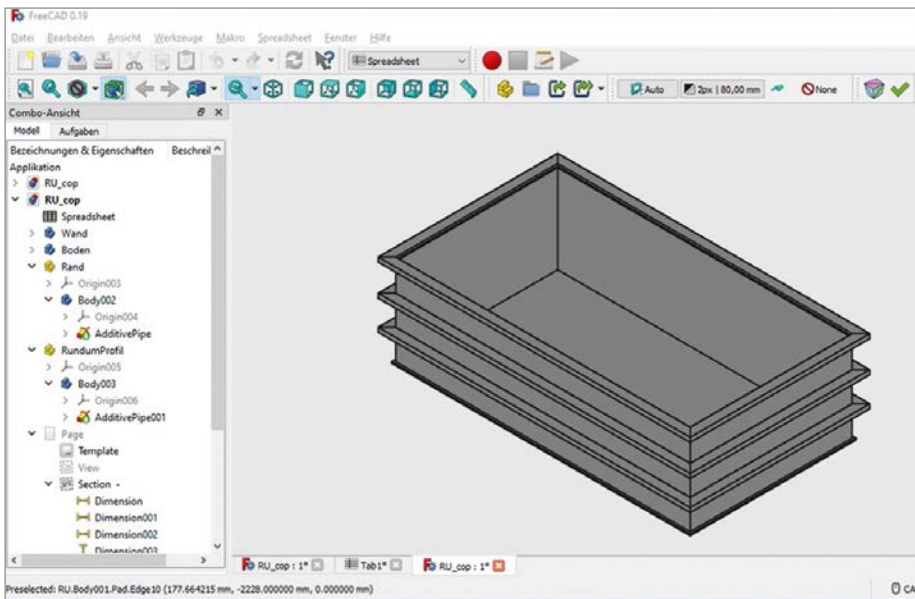 FreeCAD 0.19
Datei Bearbeiten Ansicht Werkzeuge Makro Spreadsheet Fenster Hilfe
Spreadsheet
Auto 2px | 80,00 mm None
Combo-Ansicht
Modell Aufgaben
Bezeichnungen & Eigenschaften Beschreil
Applikation
RU_cop
RU_cop
Spreadsheet
Wand
Boden
Rand
Origin003
Body002
Origin004
AdditivePipe
RundumProfil
Origin005
Body003
Origin006
AdditivePipe001
Page
Template
View
Section -
Dimension
Dimension001
Dimension002
Dimension003
RU_cop : 1* Tab1* RU_cop : 1*
Preselected: RU.Body001.Pad.Edge10 (177.664215 mm, -2228.000000 mm, 0.000000 mm) CA